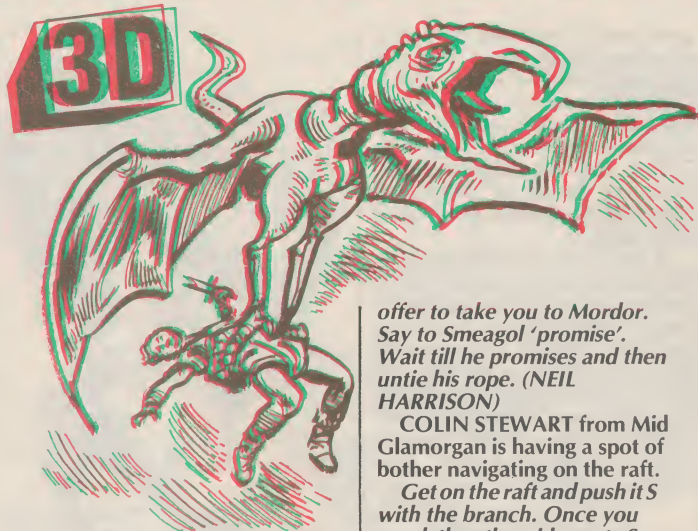 3D
offer to take you to Mordor.
Say to Smeagol 'promise'.
Wait till he promises and then
untie his rope. (NEIL
HARRISON)
COLIN STEWART from Mid
Glamorgan is having a spot of
bother navigating on the raft.
Get on the raft and push it S
with the branch. Once you